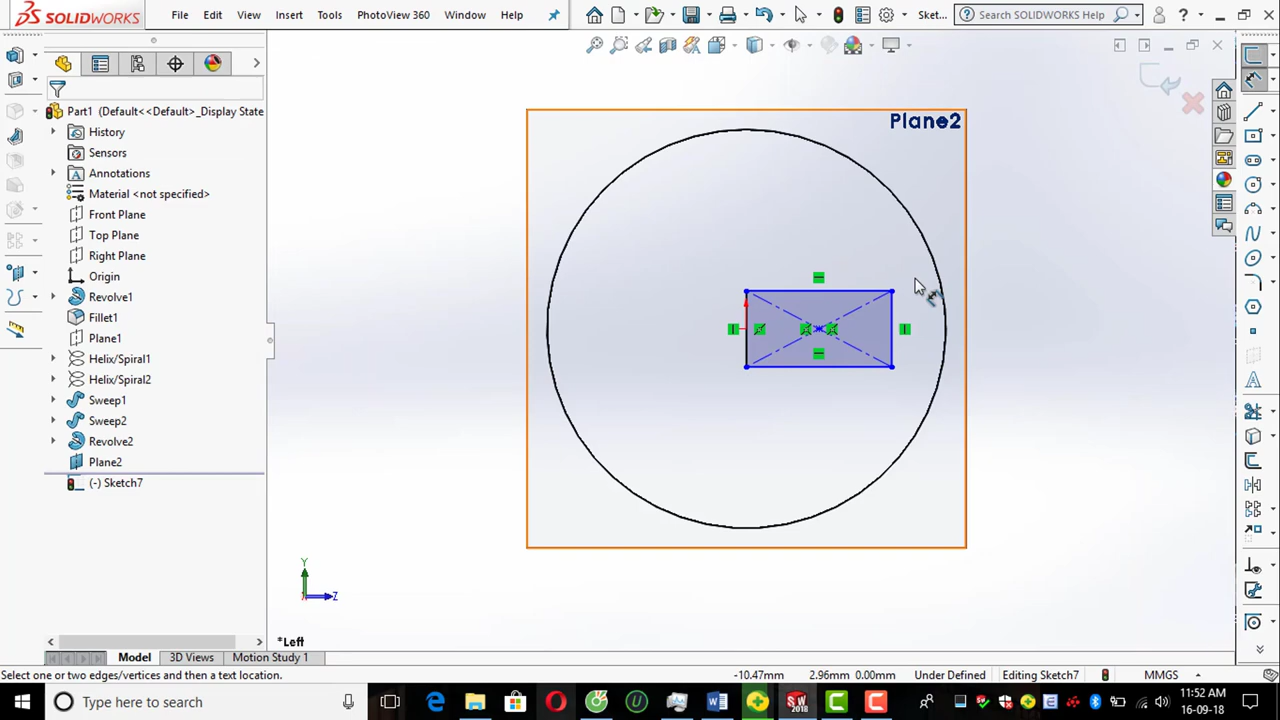 SOLIDWORKS File Edit View Insert Tools PhotoView 360 Window Help Sket... Search SOLIDWORKS Help ?
Part1 (Default<<Default>_Display State
History
Sensors
Annotations
Material <not specified>
Front Plane
Top Plane
Right Plane
Origin
Revolve1
Fillet1
Plane1
Helix/Spiral1
Helix/Spiral2
Sweep1
Sweep2
Revolve2
Plane2
(-) Sketch7
Plane2
Y
Z
*Left
Model 3D Views Motion Study 1
Select one or two edges/vertices and then a text location. -10.47mm 2.96mm 0.00mm Under Defined Editing Sketch7 MMGS
Type here to search
SW
2018
11:52 AM
16-09-18